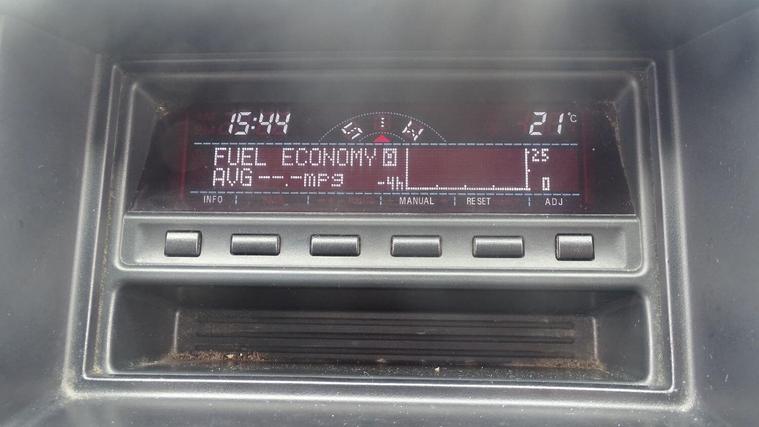 15:44
21°C
FUEL ECONOMY
25
AVG --.-mpg
-4h
0
INFO MANUAL RESET ADJ